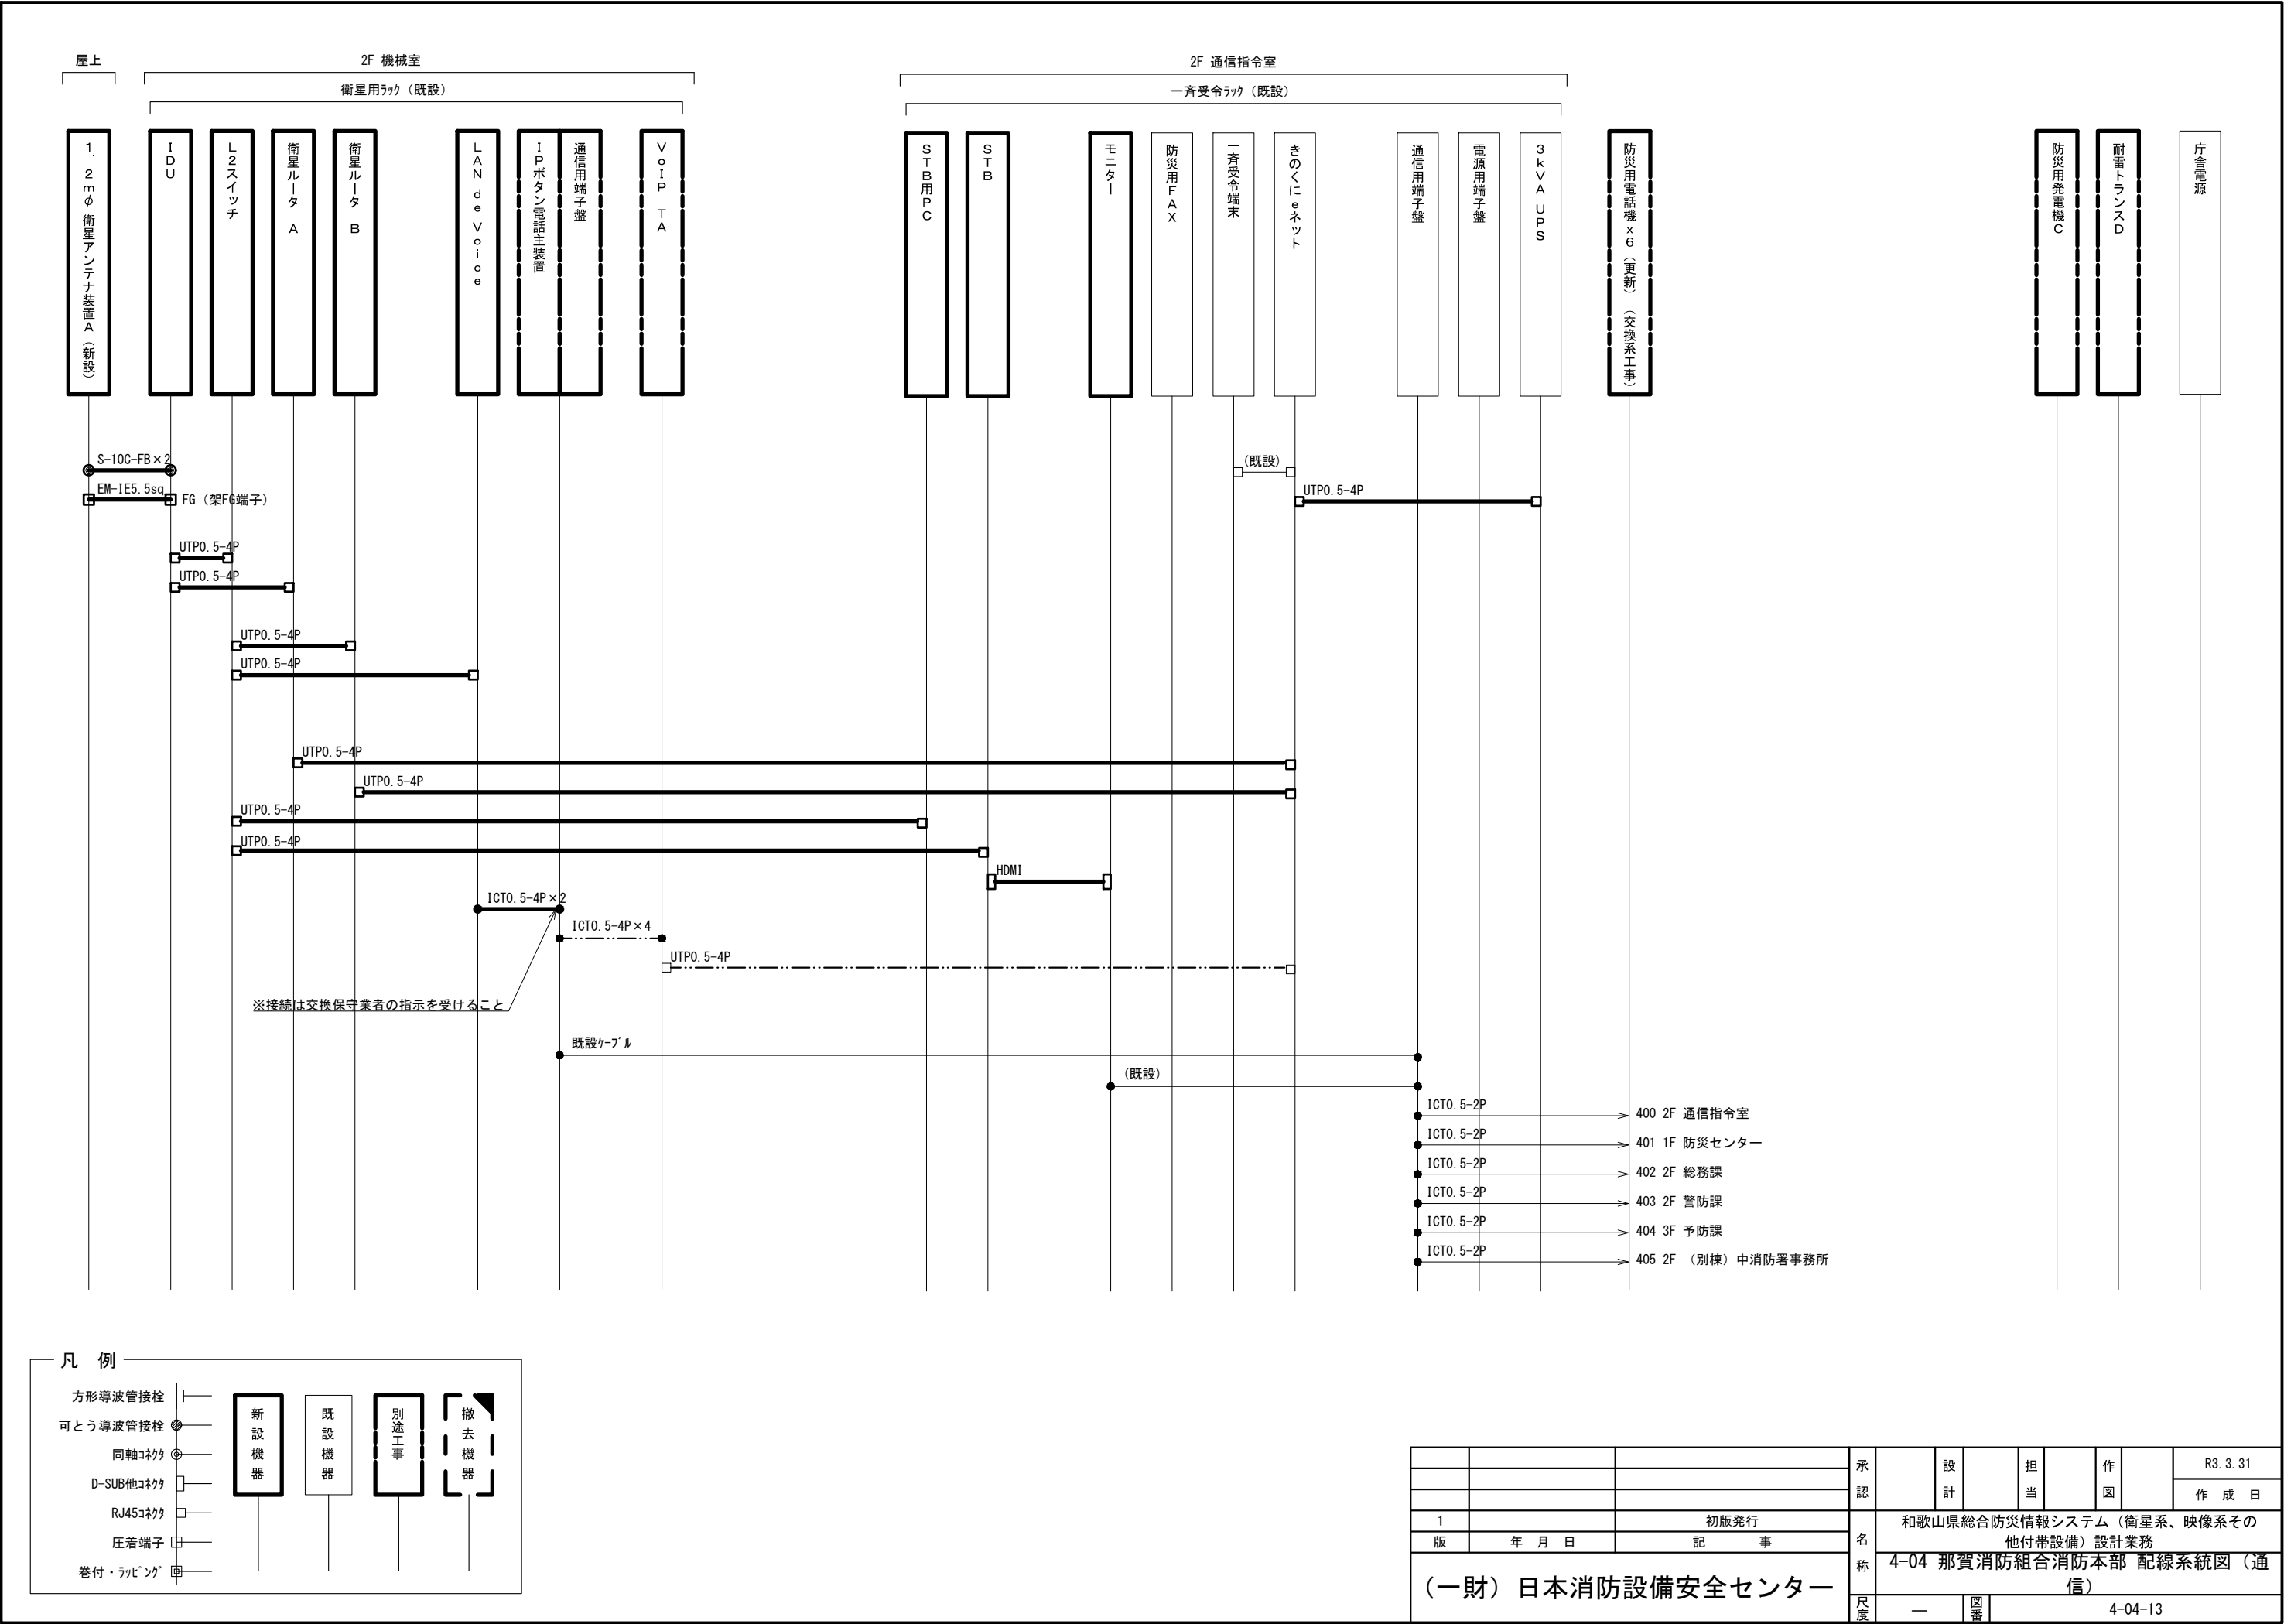 屋上
2F 機械室
衛星用ﾗｯｸ（既設）
2F 通信指令室
一斉受令ﾗｯｸ（既設）
1．2mφ 衛星アンテナ装置A（新設）
IDU
L2スイッチ
衛星ルータ A
衛星ルータ B
LAN de Voice
IPボタン電話主装置
通信用端子盤
VoIP TA
STB用PC
STB
モニター
防災用FAX
一斉受令端末
きのくにeネット
通信用端子盤
電源用端子盤
3kVA UPS
防災用電話機x6（更新）（交換系工事）
防災用発電機C
耐雷トランスD
庁舎電源
S-10C-FB×2
(既設)
EM-IE5.5sq
FG（架FG端子）
UTP0.5-4P
UTP0.5-4P
UTP0.5-4P
UTP0.5-4P
UTP0.5-4P
UTP0.5-4P
UTP0.5-4P
UTP0.5-4P
UTP0.5-4P
HDMI
ICT0.5-4P×2
ICT0.5-4P×4
UTP0.5-4P
※接続は交換保守業者の指示を受けること
既設ｹｰﾌﾞﾙ
(既設)
ICT0.5-2P
400 2F 通信指令室
ICT0.5-2P
401 1F 防災センター
ICT0.5-2P
402 2F 総務課
ICT0.5-2P
403 2F 警防課
ICT0.5-2P
404 3F 予防課
ICT0.5-2P
405 2F （別棟）中消防署事務所
凡 例
方形導波管接栓
可とう導波管接栓
同軸ｺﾈｸﾀ
D-SUB他ｺﾈｸﾀ
RJ45ｺﾈｸﾀ
圧着端子
巻付・ﾗｯﾋﾟﾝｸﾞ
新設機器
既設機器
別途工事
撤去機器
承認
設計
担当
作図
R3.3.31
作 成 日
1
初版発行
版
年 月 日
記 事
名称
和歌山県総合防災情報システム（衛星系、映像系その
他付帯設備）設計業務
4-04 那賀消防組合消防本部 配線系統図（通
信）
（一財）日本消防設備安全センター
尺度
―
図番
4-04-13